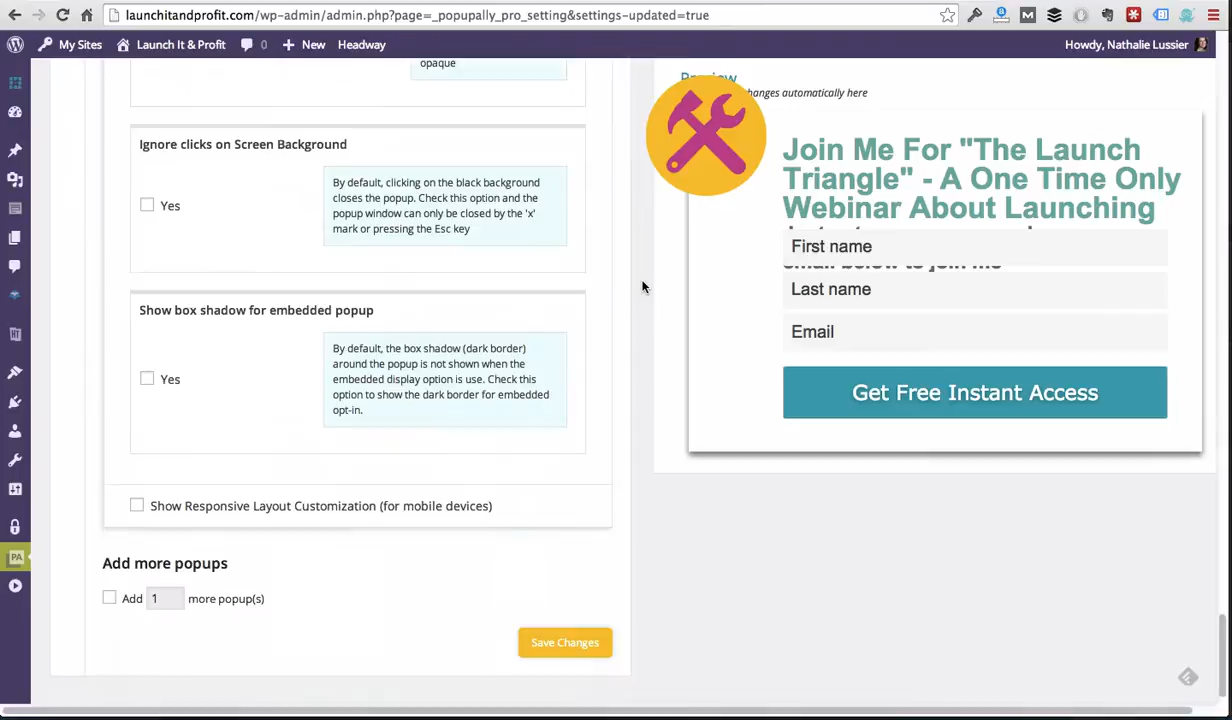 launchitandprofit.com/wp-admin/admin.php?page=_popupally_pro_setting&settings-updated=true
My Sites Launch It & Profit 0 New Headway Howdy, Nathalie Lussier
opaque
Ignore clicks on Screen Background
Yes
By default, clicking on the black background
closes the popup. Check this option and the
popup window can only be closed by the 'x'
mark or pressing the Esc key
Show box shadow for embedded popup
Yes
By default, the box shadow (dark border)
around the popup is not shown when the
embedded display option is use. Check this
option to show the dark border for embedded
opt-in.
Show Responsive Layout Customization (for mobile devices)
Add more popups
Add 1 more popup(s)
Save Changes
Preview
changes automatically here
Join Me For "The Launch
Triangle" - A One Time Only
Webinar About Launching
First name
email below to join me
Last name
Email
Get Free Instant Access
PA